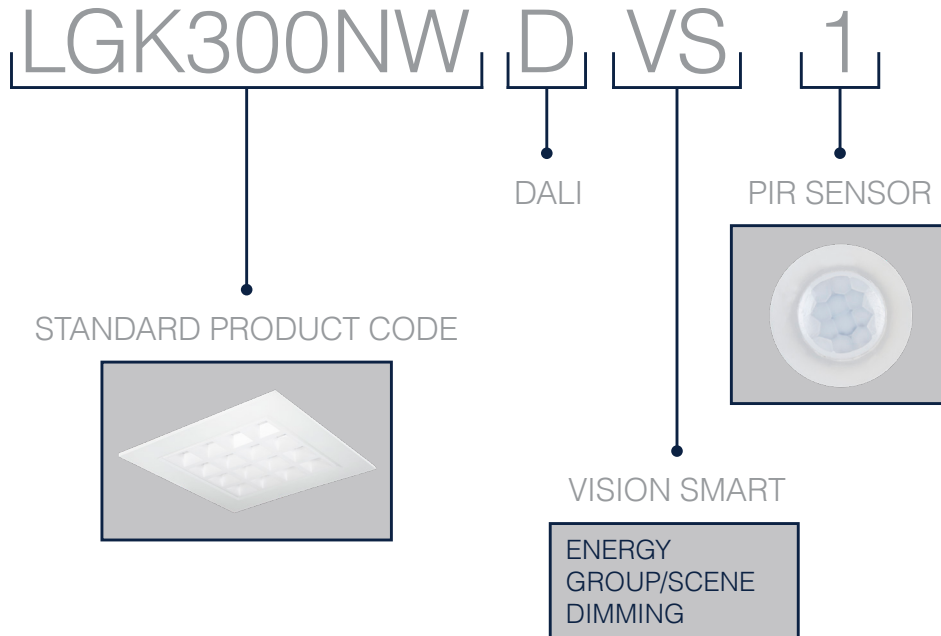 LGK300NW D VS 1
DALI
PIR SENSOR
STANDARD PRODUCT CODE
VISION SMART
ENERGY
GROUP/SCENE
DIMMING